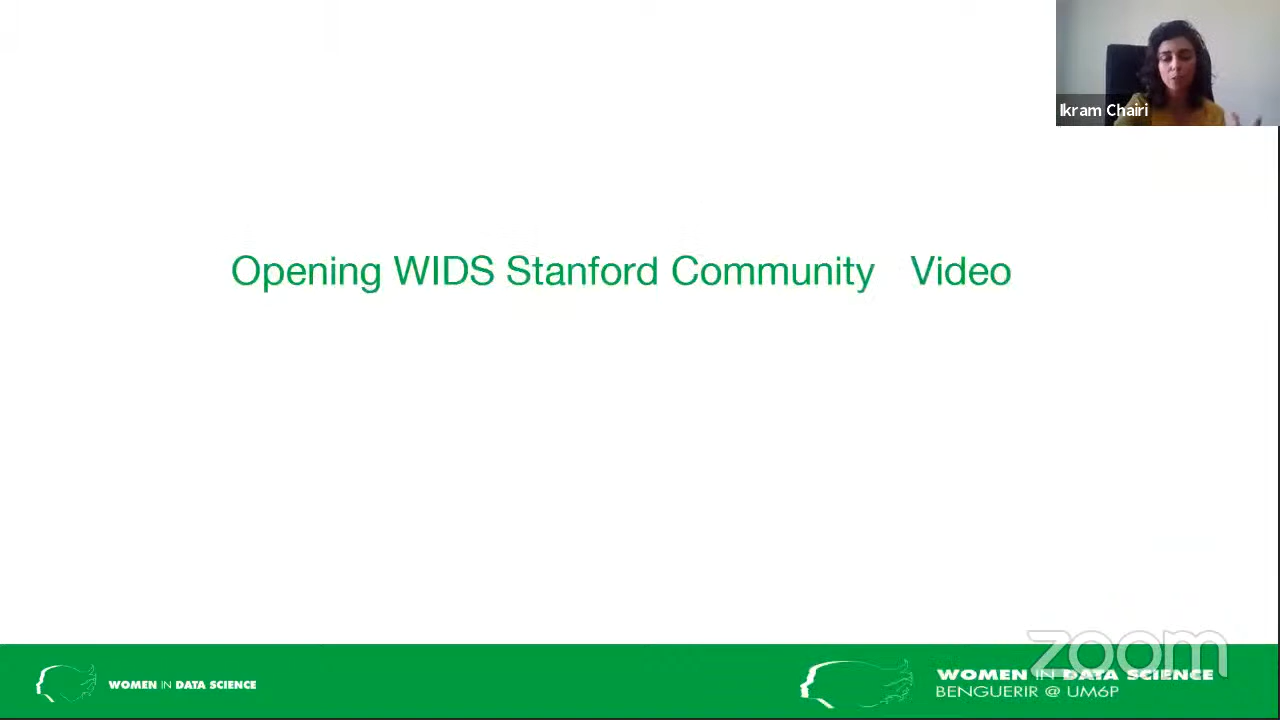 Ikram Chairi
Opening WIDS Stanford Community Video
zoom
WOMEN IN DATA SCIENCE
WOMEN IN DATA SCIENCE
BENGUERIR @ UM6P